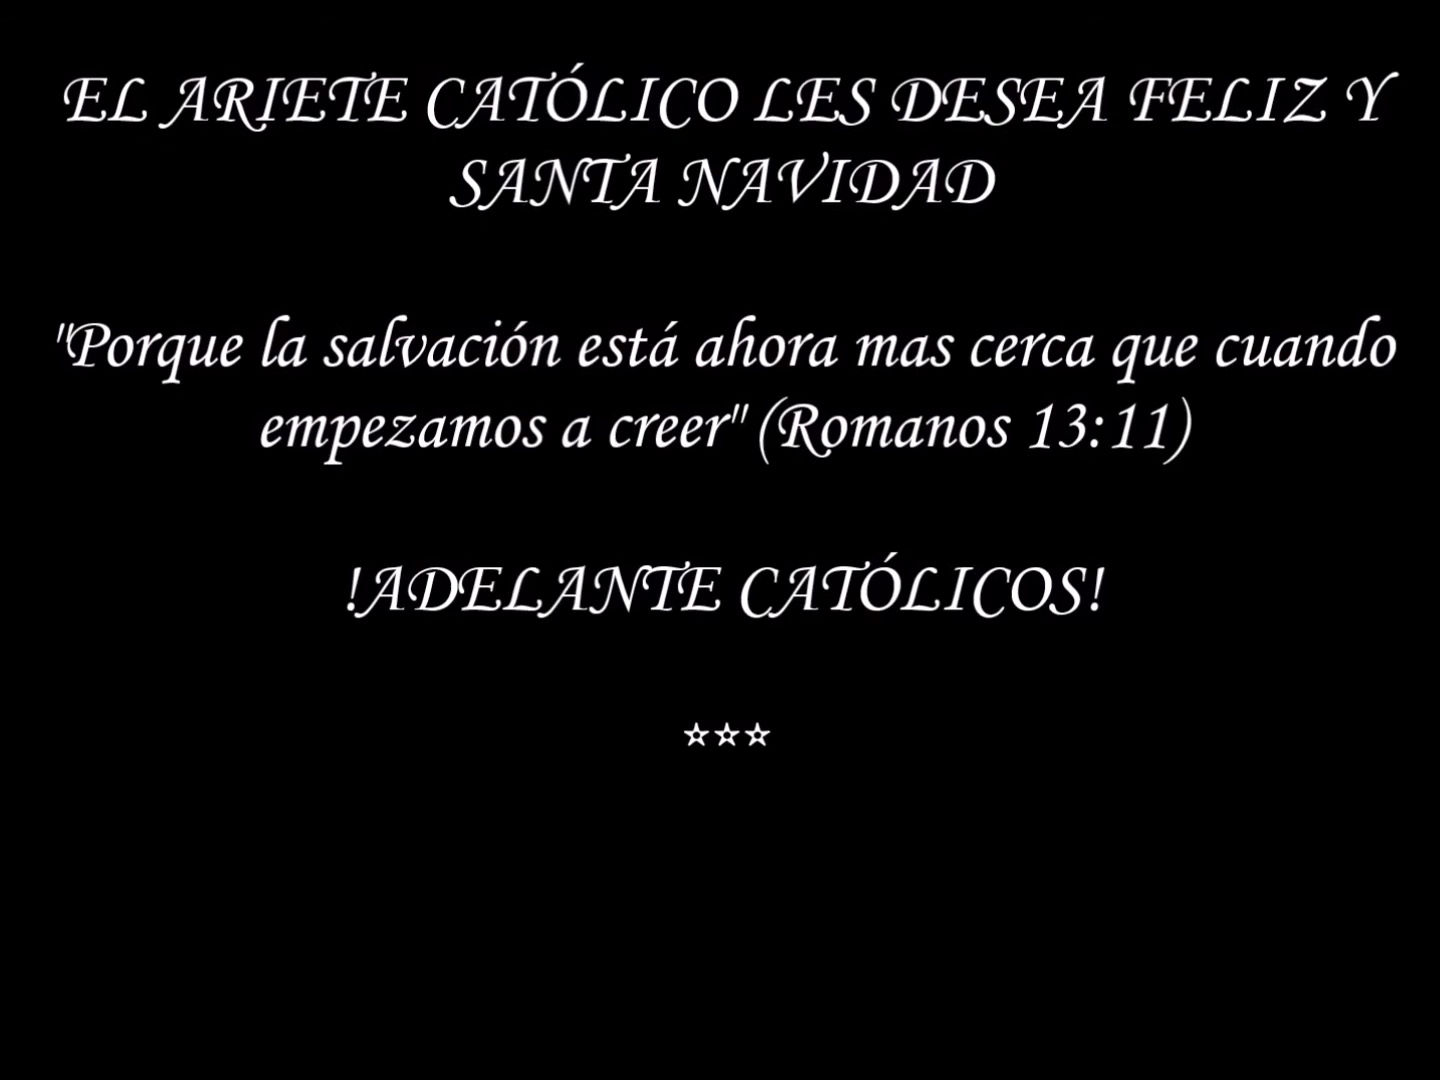 EL ARIETE CATÓLICO LES DESEA FELIZ Y
SANTA NAVIDAD
"Porque la salvación está ahora mas cerca que cuando
empezamos a creer" (Romanos 13:11)
!ADELANTE CATÓLICOS!
***